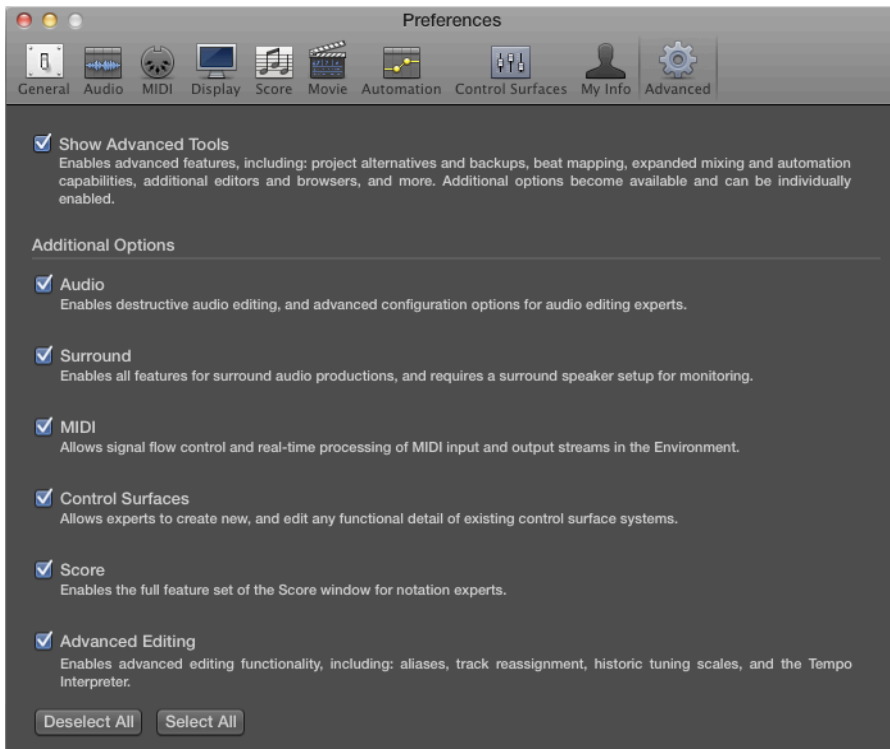 Preferences
General Audio MIDI Display Score Movie Automation Control Surfaces My Info Advanced
Show Advanced Tools
Enables advanced features, including: project alternatives and backups, beat mapping, expanded mixing and automation
capabilities, additional editors and browsers, and more. Additional options become available and can be individually
enabled.
Additional Options
Audio
Enables destructive audio editing, and advanced configuration options for audio editing experts.
Surround
Enables all features for surround audio productions, and requires a surround speaker setup for monitoring.
MIDI
Allows signal flow control and real-time processing of MIDI input and output streams in the Environment.
Control Surfaces
Allows experts to create new, and edit any functional detail of existing control surface systems.
Score
Enables the full feature set of the Score window for notation experts.
Advanced Editing
Enables advanced editing functionality, including: aliases, track reassignment, historic tuning scales, and the Tempo
Interpreter.
Deselect All Select All